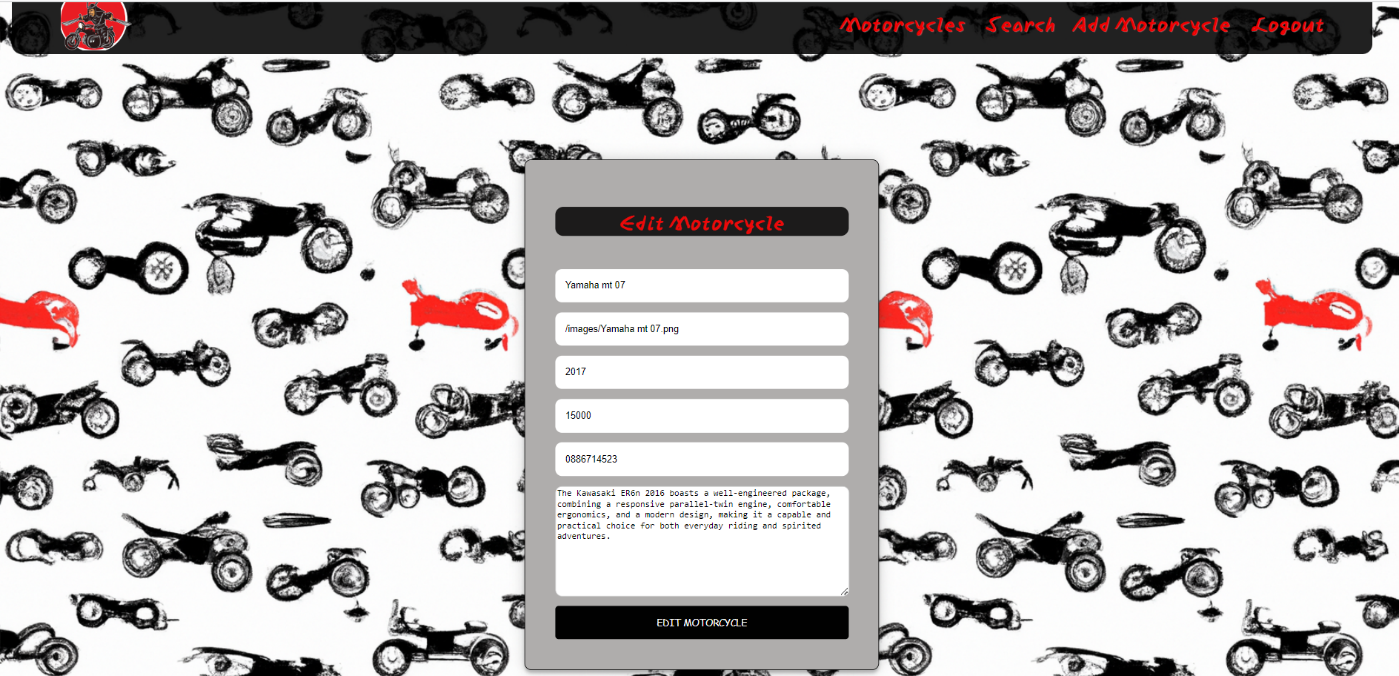 Motorcycles Search Add Motorcycle Logout
Edit Motorcycle
Yamaha mt 07
/images/Yamaha mt 07.png
2017
15000
0886714523
The Kawasaki ER6n 2016 boasts a well-engineered package,
combining a responsive parallel-twin engine, comfortable
ergonomics, and a modern design, making it a capable and
practical choice for both everyday riding and spirited
adventures.
EDIT MOTORCYCLE